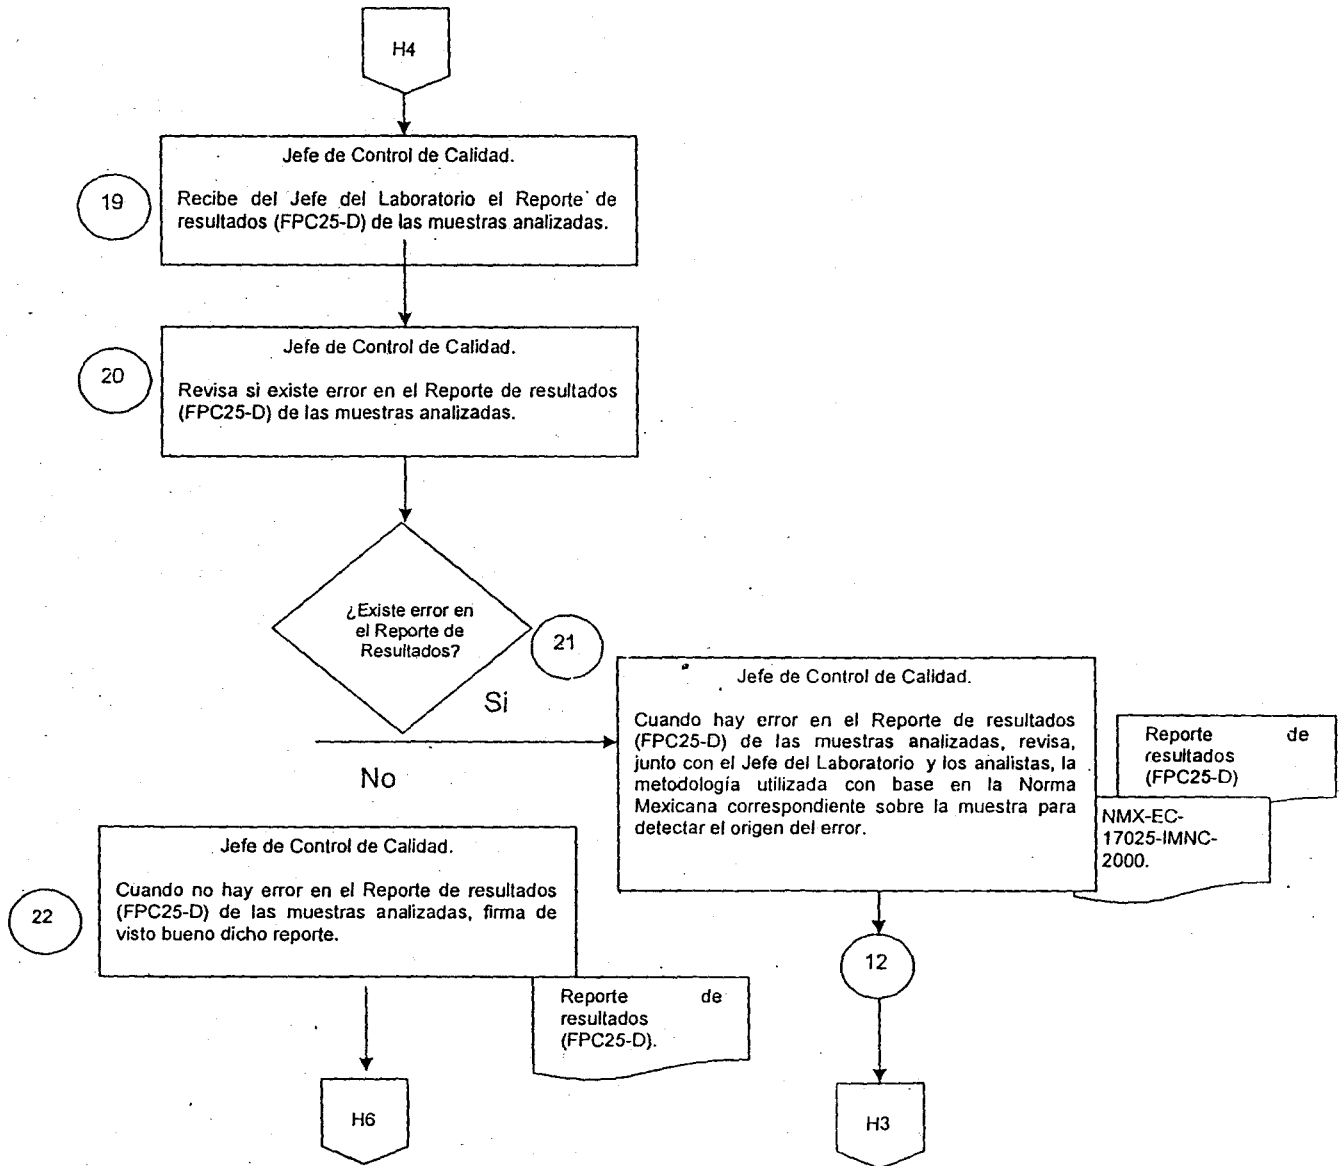 H4
Jefe de Control de Calidad.
19
Recibe del Jefe del Laboratorio el Reporte de
resultados (FPC25-D) de las muestras analizadas.
Jefe de Control de Calidad.
20
Revisa si existe error en el Reporte de resultados
(FPC25-D) de las muestras analizadas.
¿Existe error en
el Reporte de
Resultados?
21
Si
Jefe de Control de Calidad.
Cuando hay error en el Reporte de resultados
(FPC25-D) de las muestras analizadas, revisa,
junto con el Jefe del Laboratorio y los analistas, la
metodología utilizada con base en la Norma
Mexicana correspondiente sobre la muestra para
detectar el origen del error.
Reporte de
resultados
(FPC25-D)
NMX-EC-
17025-IMNC-
2000.
No
Jefe de Control de Calidad.
22
Cuando no hay error en el Reporte de resultados
(FPC25-D) de las muestras analizadas, firma de
visto bueno dicho reporte.
Reporte de
resultados
(FPC25-D).
12
H6
H3